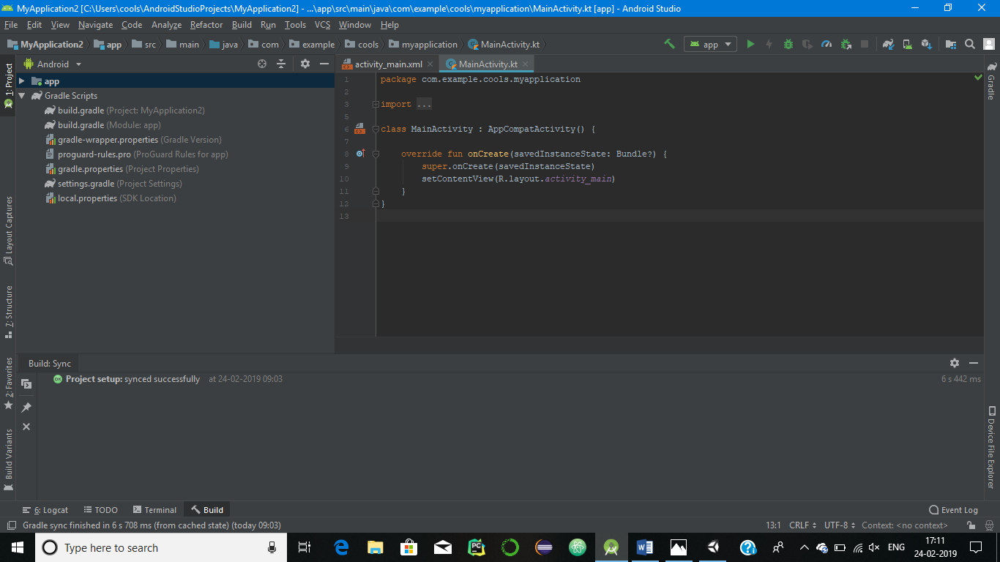 MyApplication2 [C:\Users\cools\AndroidStudioProjects\MyApplication2] - ...\app\src\main\java\com\example\cools\myapplication\MainActivity.kt [app] - Android Studio
File Edit View Navigate Code Analyze Refactor Build Run Tools VCS Window Help
MyApplication2 app src main java com example cools myapplication MainActivity.kt app
1: Project
Layout Captures
7: Structure
2: Favorites
Build Variants
Android
app
Gradle Scripts
build.gradle (Project: MyApplication2)
build.gradle (Module: app)
gradle-wrapper.properties (Gradle Version)
proguard-rules.pro (ProGuard Rules for app)
gradle.properties (Project Properties)
settings.gradle (Project Settings)
local.properties (SDK Location)
activity_main.xml MainActivity.kt
1 package com.example.cools.myapplication
2
3 import ...
5
6 class MainActivity : AppCompatActivity() {
7
8 override fun onCreate(savedInstanceState: Bundle?) {
9 super.onCreate(savedInstanceState)
10 setContentView(R.layout.activity_main)
11 }
12 }
13
Gradle
Device File Explorer
Build: Sync
OK Project setup: synced successfully at 24-02-2019 09:03 6 s 442 ms
6: Logcat TODO Terminal Build Event Log
Gradle sync finished in 6 s 708 ms (from cached state) (today 09:03) 13:1 CRLF UTF-8 Context: <no context>
Type here to search PC W ENG 17:11
24-02-2019